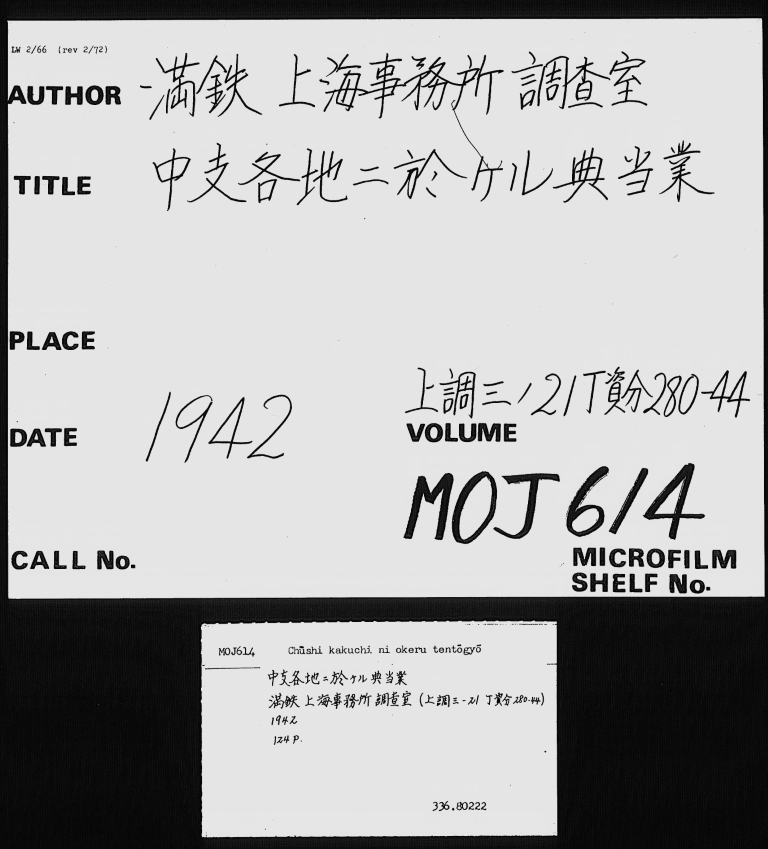 LW 2/66 (rev 2/72)
AUTHOR 満鉄 上海事務所 調査室
TITLE 中支各地ニ於ケル典当業
PLACE
上調三ノ21丁資分280-44
DATE 1942
VOLUME
MOJ 614
CALL No.
MICROFILM
SHELF No.
MOJ614 Chūshi kakuchi ni okeru tentōgyō
中支各地ニ於ケル典当業
満鉄 上海事務所 調査室 (上調三-21 丁資分280-44)
1942
124 P.
336.80222